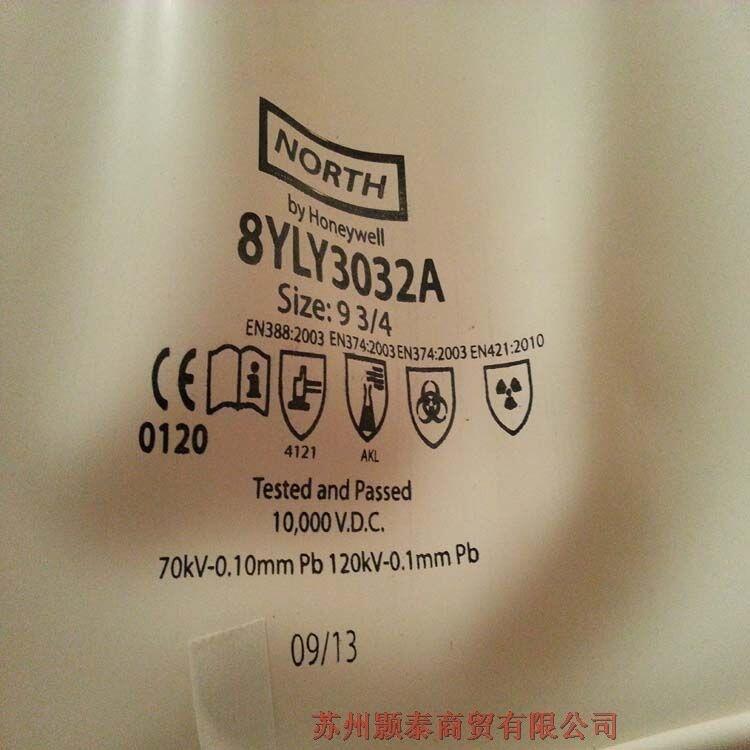 NORTH
by Honeywell
8YLY3032A
Size: 9 3/4
EN388:2003 EN374:2003 EN374:2003 EN421:2010
CE i
0120
4121 AKL
Tested and Passed
10,000 V.D.C.
70kV-0.10mm Pb 120kV-0.1mm Pb
09/13
苏州颢泰商贸有限公司